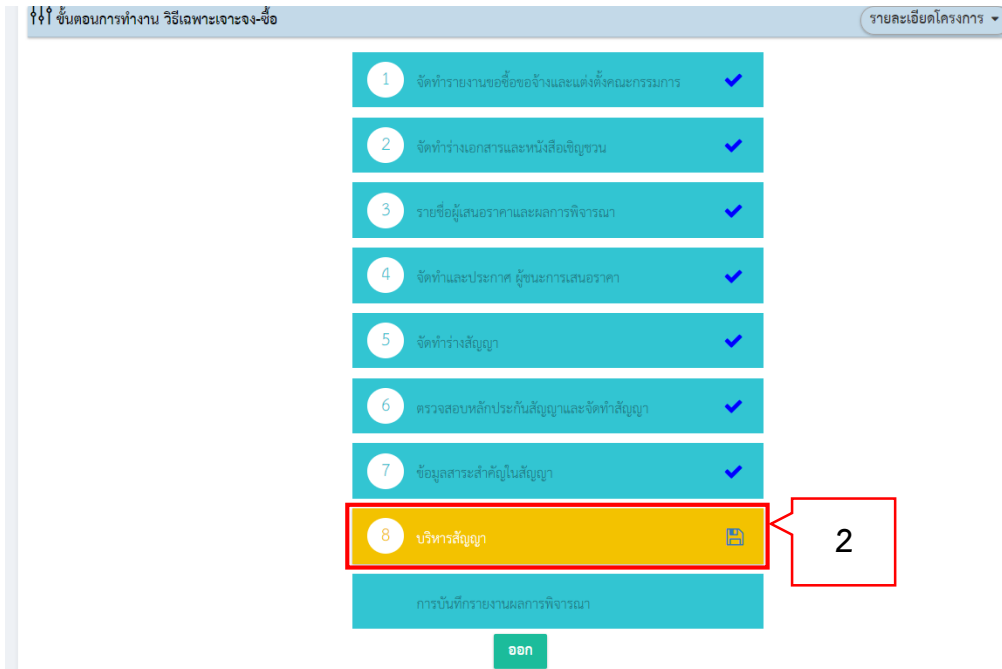 ขั้นตอนการทำงาน วิธีเฉพาะเจาะจง-ซื้อ
รายละเอียดโครงการ
1 จัดทำรายงานขอซื้อขอจ้างและแต่งตั้งคณะกรรมการ
2 จัดทำร่างเอกสารและหนังสือเชิญชวน
3 รายชื่อผู้เสนอราคาและผลการพิจารณา
4 จัดทำและประกาศ ผู้ชนะการเสนอราคา
5 จัดทำร่างสัญญา
6 ตรวจสอบหลักประกันสัญญาและจัดทำสัญญา
7 ข้อมูลสาระสำคัญในสัญญา
8 บริหารสัญญา
2
การบันทึกรายงานผลการพิจารณา
ออก